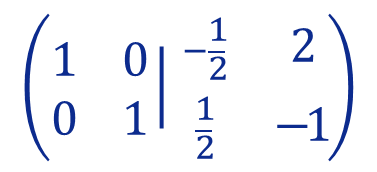 ( 1 0 | -1/2 2 )
( 0 1 | 1/2 -1 )